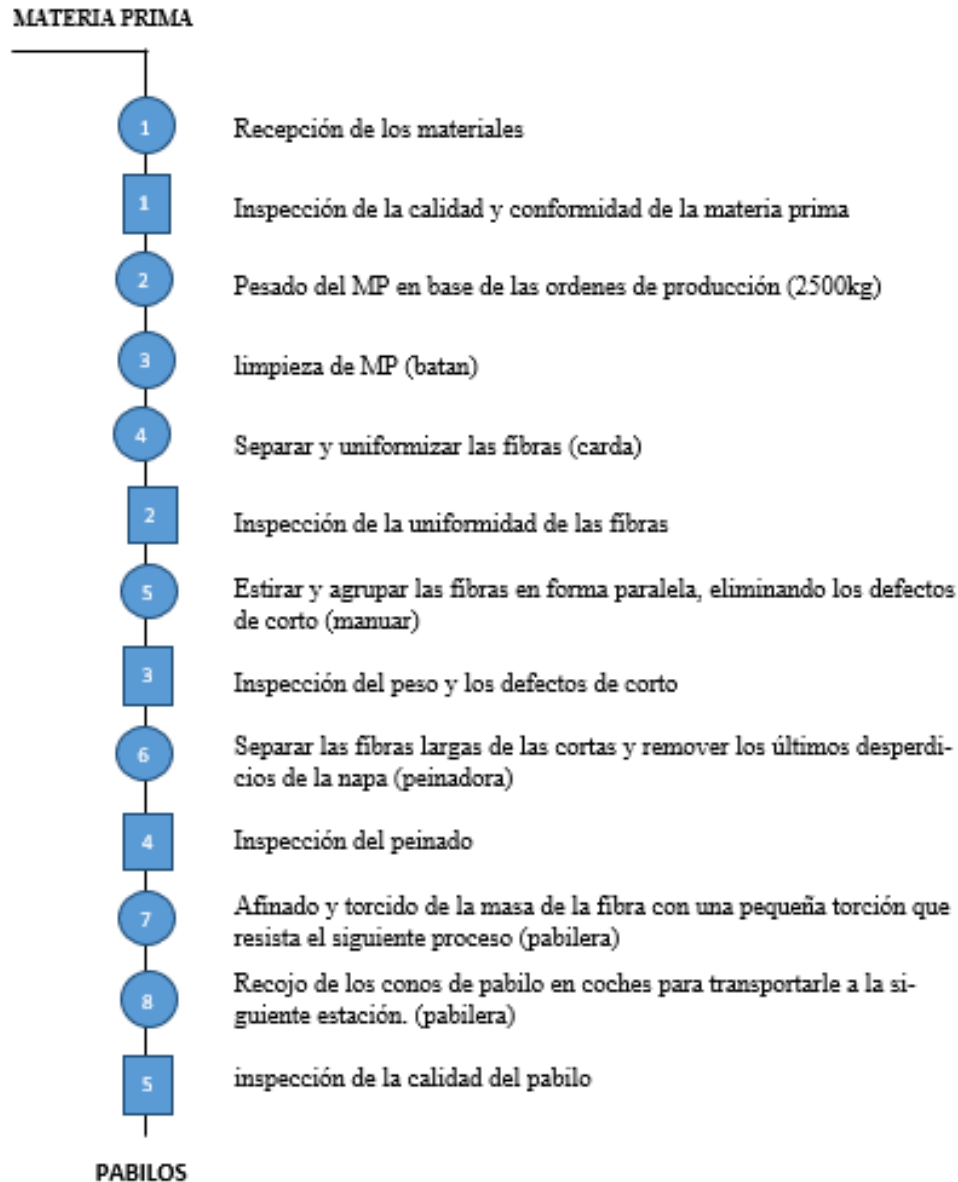 MATERIA PRIMA
1
Recepción de los materiales
1
Inspección de la calidad y conformidad de la materia prima
2
Pesado del MP en base de las ordenes de producción (2500kg)
3
limpieza de MP (batan)
4
Separar y uniformizar las fibras (carda)
2
Inspección de la uniformidad de las fibras
5
Estirar y agrupar las fibras en forma paralela, eliminando los defectos
de corto (manuar)
3
Inspección del peso y los defectos de corto
6
Separar las fibras largas de las cortas y remover los últimos desperdi-
cios de la napa (peinadora)
4
Inspección del peinado
7
Afinado y torcido de la masa de la fibra con una pequeña torción que
resista el siguiente proceso (pabilera)
8
Recojo de los conos de pabilo en coches para transportarle a la si-
guiente estación. (pabilera)
5
inspección de la calidad del pabilo
PABILOS